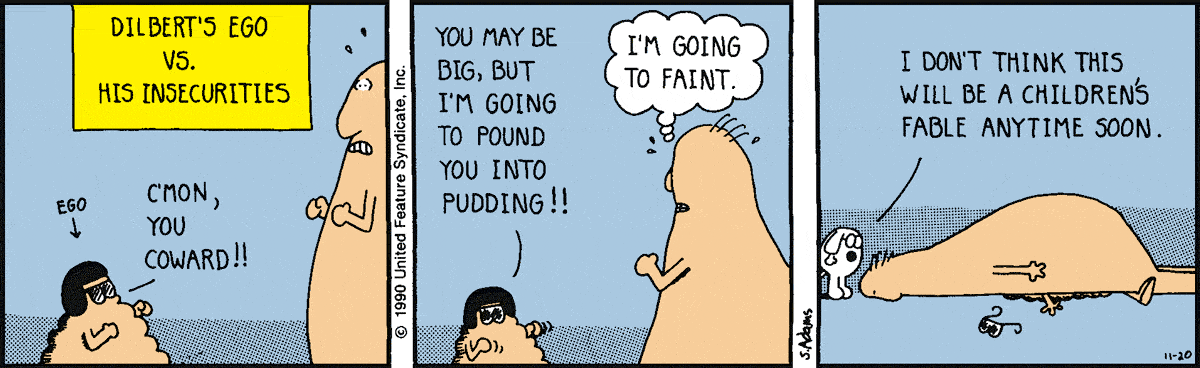 DILBERT'S EGO
VS.
HIS INSECURITIES
EGO
C'MON,
YOU
COWARD!!
© 1990 United Feature Syndicate, Inc.
YOU MAY BE
BIG, BUT
I'M GOING
TO POUND
YOU INTO
PUDDING!!
I'M GOING
TO FAINT.
S.Adams
I DON'T THINK THIS
WILL BE A CHILDREN'S
FABLE ANYTIME SOON.
11-20